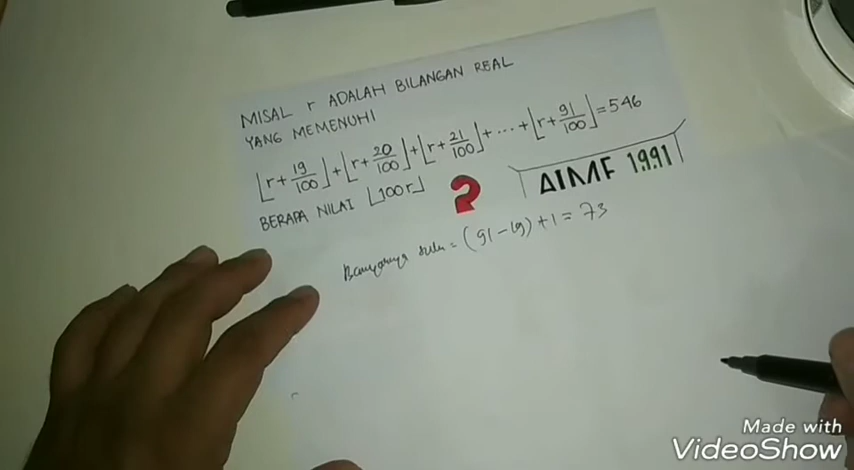 MISAL r ADALAH BILANGAN REAL
YANG MEMENUHI
⌊r+19/100⌋+⌊r+20/100⌋+⌊r+21/100⌋+...+⌊r+91/100⌋=546
BERAPA NILAI ⌊100r⌋ ?
AIMF 1991
Banyaknya suku = (91-19)+1=73
Made with
VideoShow